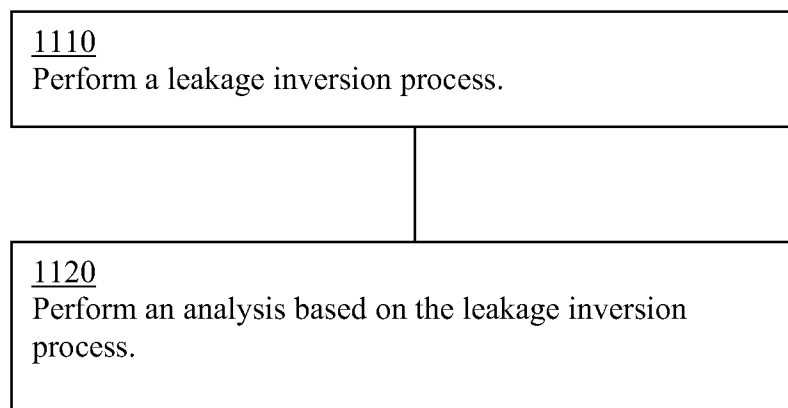 1110
Perform a leakage inversion process.
1120
Perform an analysis based on the leakage inversion
process.